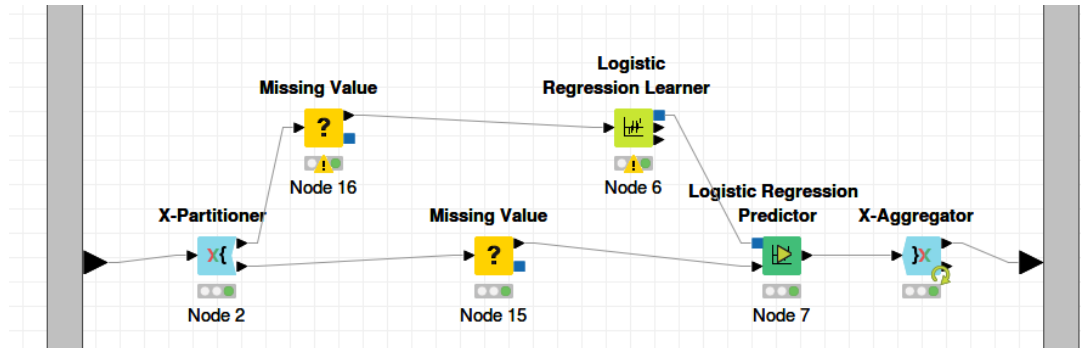 Logistic
Regression Learner
Missing Value
?
Node 16
Node 6
X-Partitioner
X{
Node 2
Missing Value
?
Node 15
Logistic Regression
Predictor
Node 7
X-Aggregator
}X